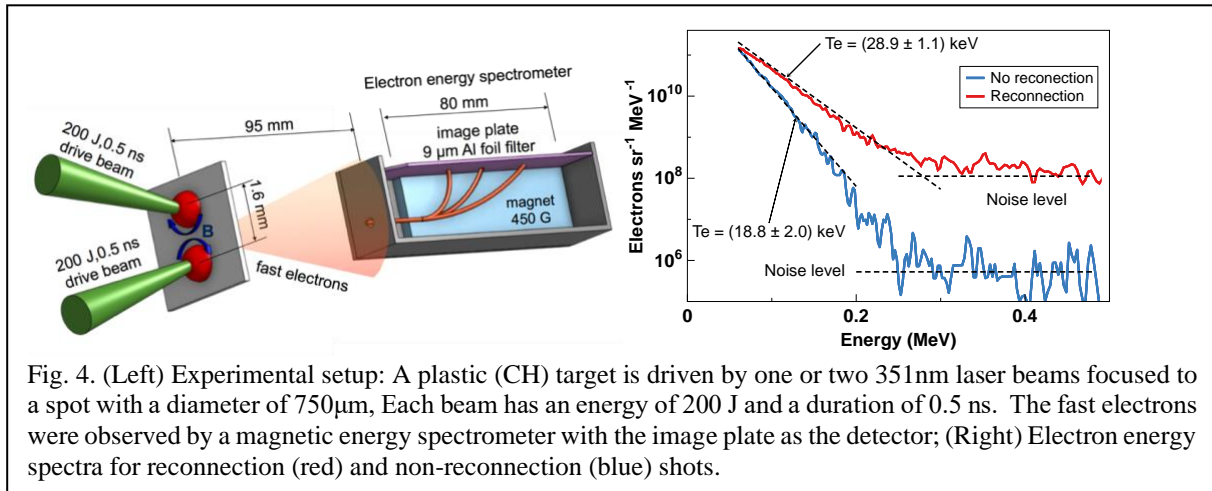 200 J,0.5 ns
drive beam
95 mm
Electron energy spectrometer
80 mm
image plate
9 μm Al foil filter
1.6 mm
B
magnet
450 G
200 J,0.5 ns
drive beam
fast electrons
Electrons sr⁻¹ MeV⁻¹
10¹⁰
10⁸
10⁶
Te = (28.9 ± 1.1) keV
No reconection
Reconnection
Noise level
Te = (18.8 ± 2.0) keV
Noise level
0
0.2
0.4
Energy (MeV)
Fig. 4. (Left) Experimental setup: A plastic (CH) target is driven by one or two 351nm laser beams focused to
a spot with a diameter of 750μm, Each beam has an energy of 200 J and a duration of 0.5 ns. The fast electrons
were observed by a magnetic energy spectrometer with the image plate as the detector; (Right) Electron energy
spectra for reconnection (red) and non-reconnection (blue) shots.